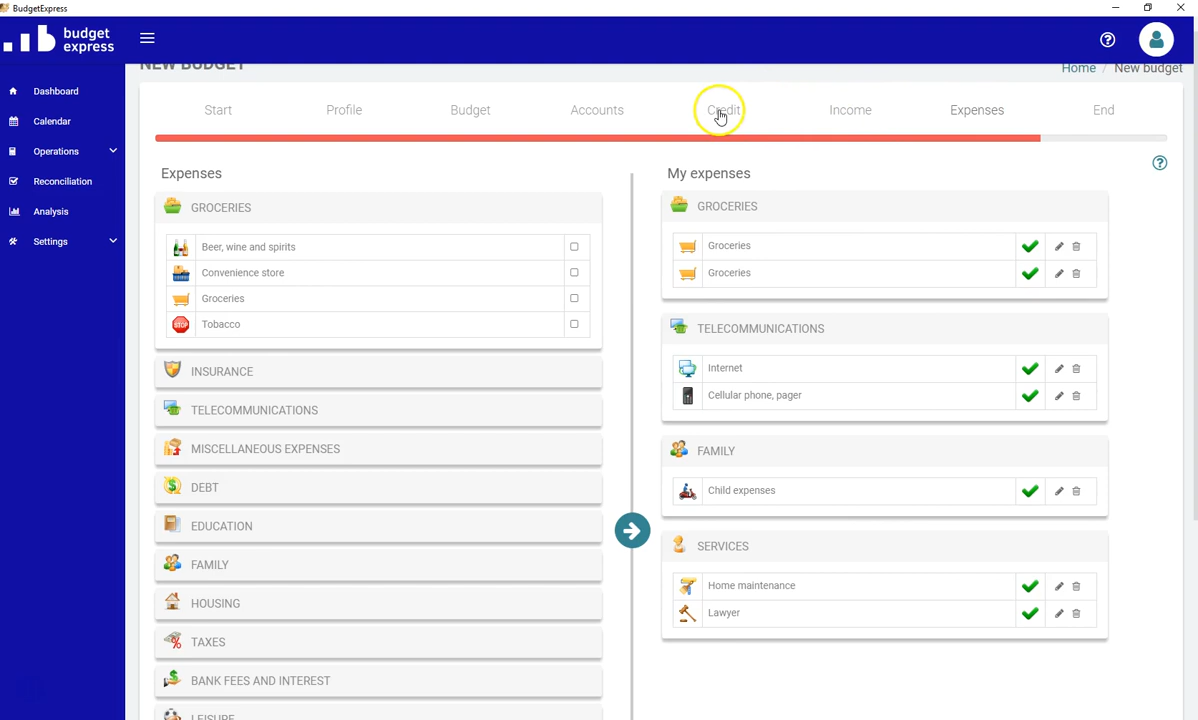 BudgetExpress
budget
express
NEW BUDGET
Home / New budget
Dashboard
Calendar
Operations
Reconciliation
Analysis
Settings
Start
Profile
Budget
Accounts
Credit
Income
Expenses
End
Expenses
GROCERIES
Beer, wine and spirits
Convenience store
Groceries
STOP
Tobacco
INSURANCE
TELECOMMUNICATIONS
MISCELLANEOUS EXPENSES
DEBT
EDUCATION
FAMILY
HOUSING
TAXES
BANK FEES AND INTEREST
LEISURE
My expenses
GROCERIES
Groceries
Groceries
TELECOMMUNICATIONS
Internet
Cellular phone, pager
FAMILY
Child expenses
SERVICES
Home maintenance
Lawyer